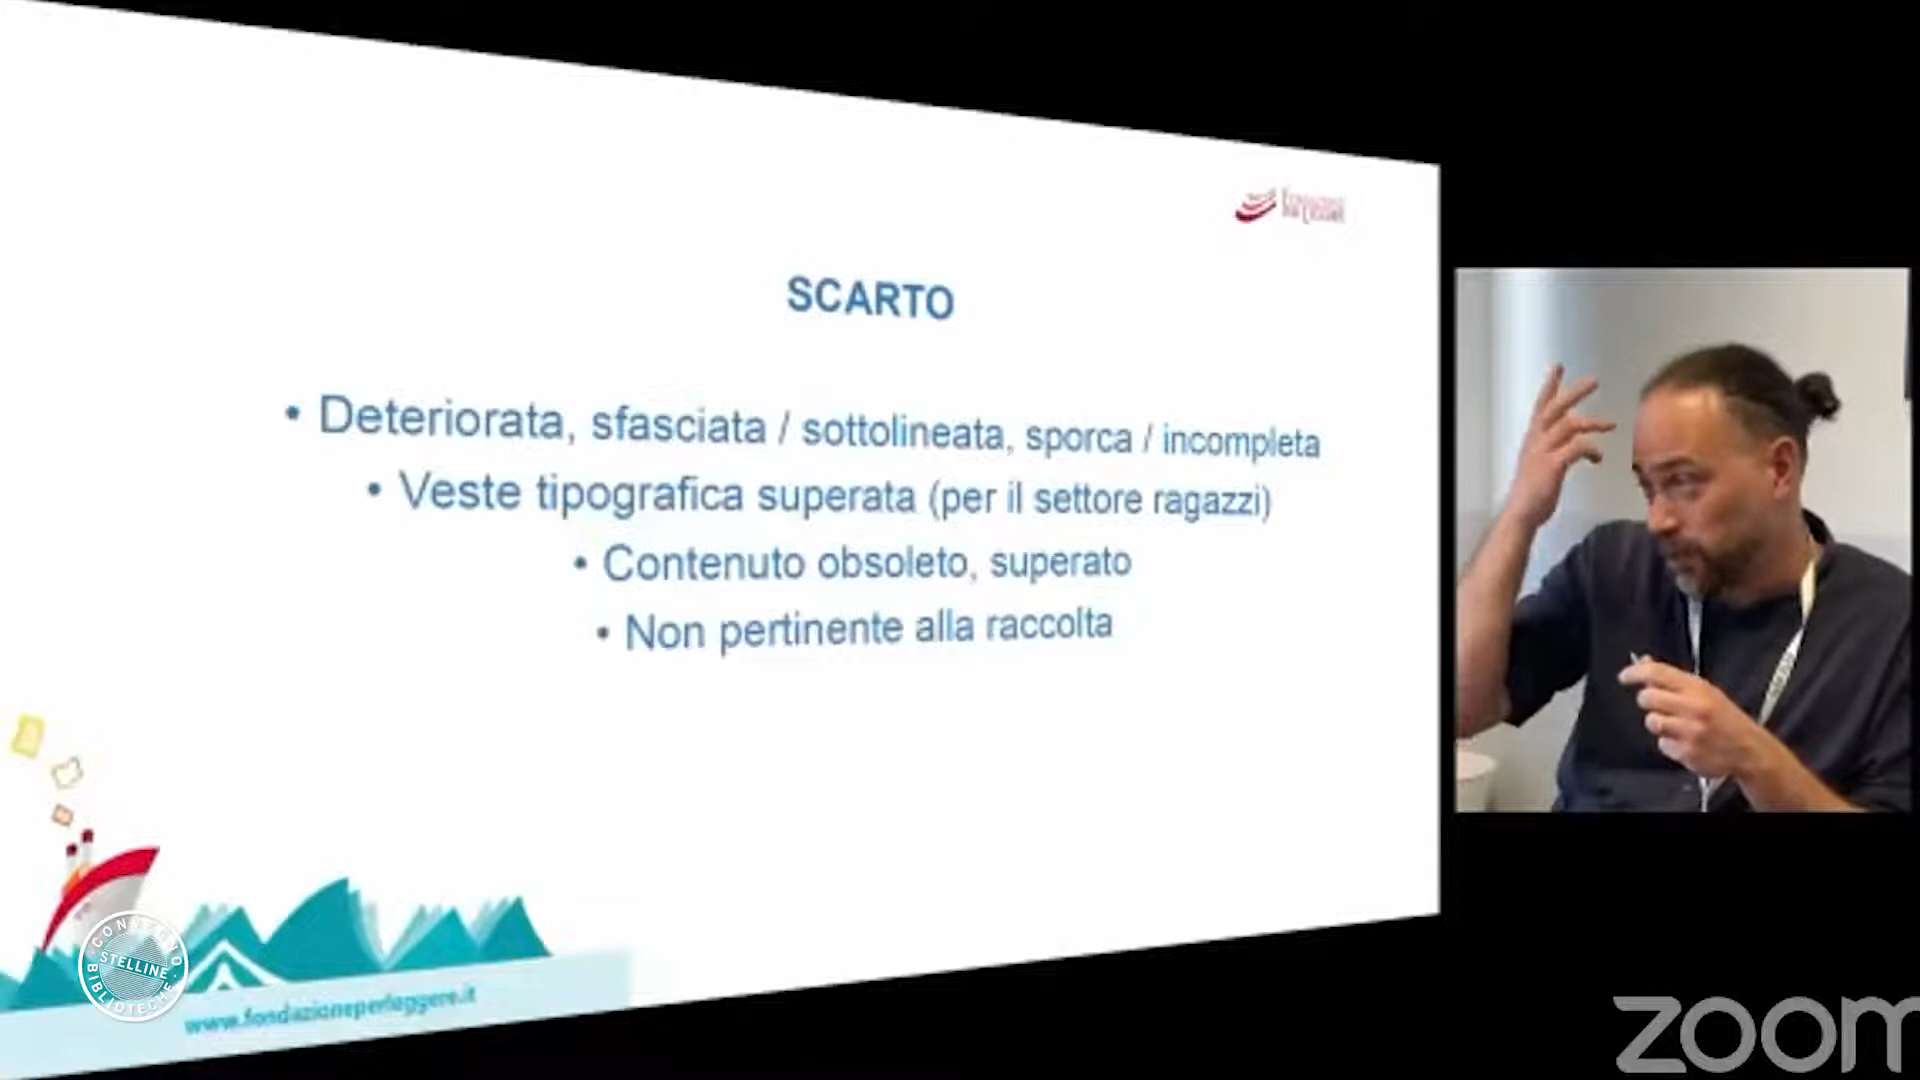 SCARTO
• Deteriorata, sfasciata / sottolineata, sporca / incompleta
• Veste tipografica superata (per il settore ragazzi)
• Contenuto obsoleto, superato
• Non pertinente alla raccolta
CONVEGNO
STELLINE
BIBLIOTECHE
www.fondazioneperleggere.it
zoom